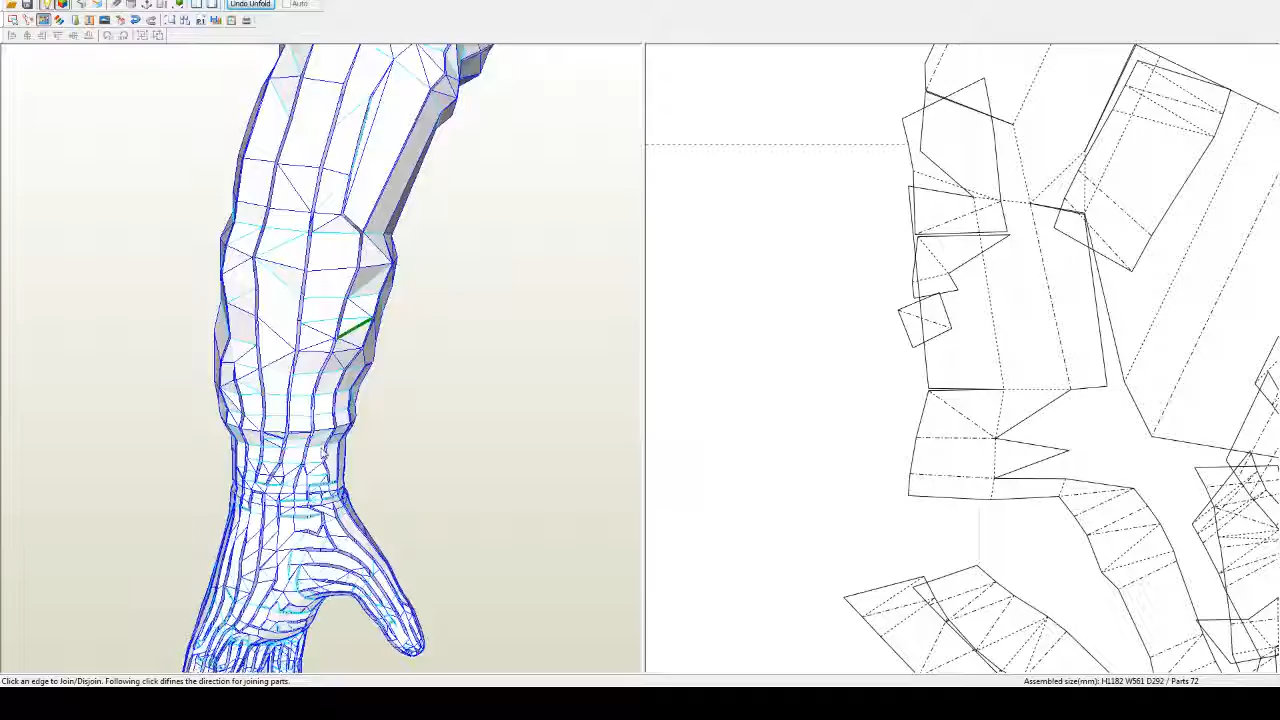 Undo Unfold Auto
Click an edge to Join/Disjoin. Following click difines the direction for joining parts. Assembled size(mm): H1182 W561 D292 / Parts 72